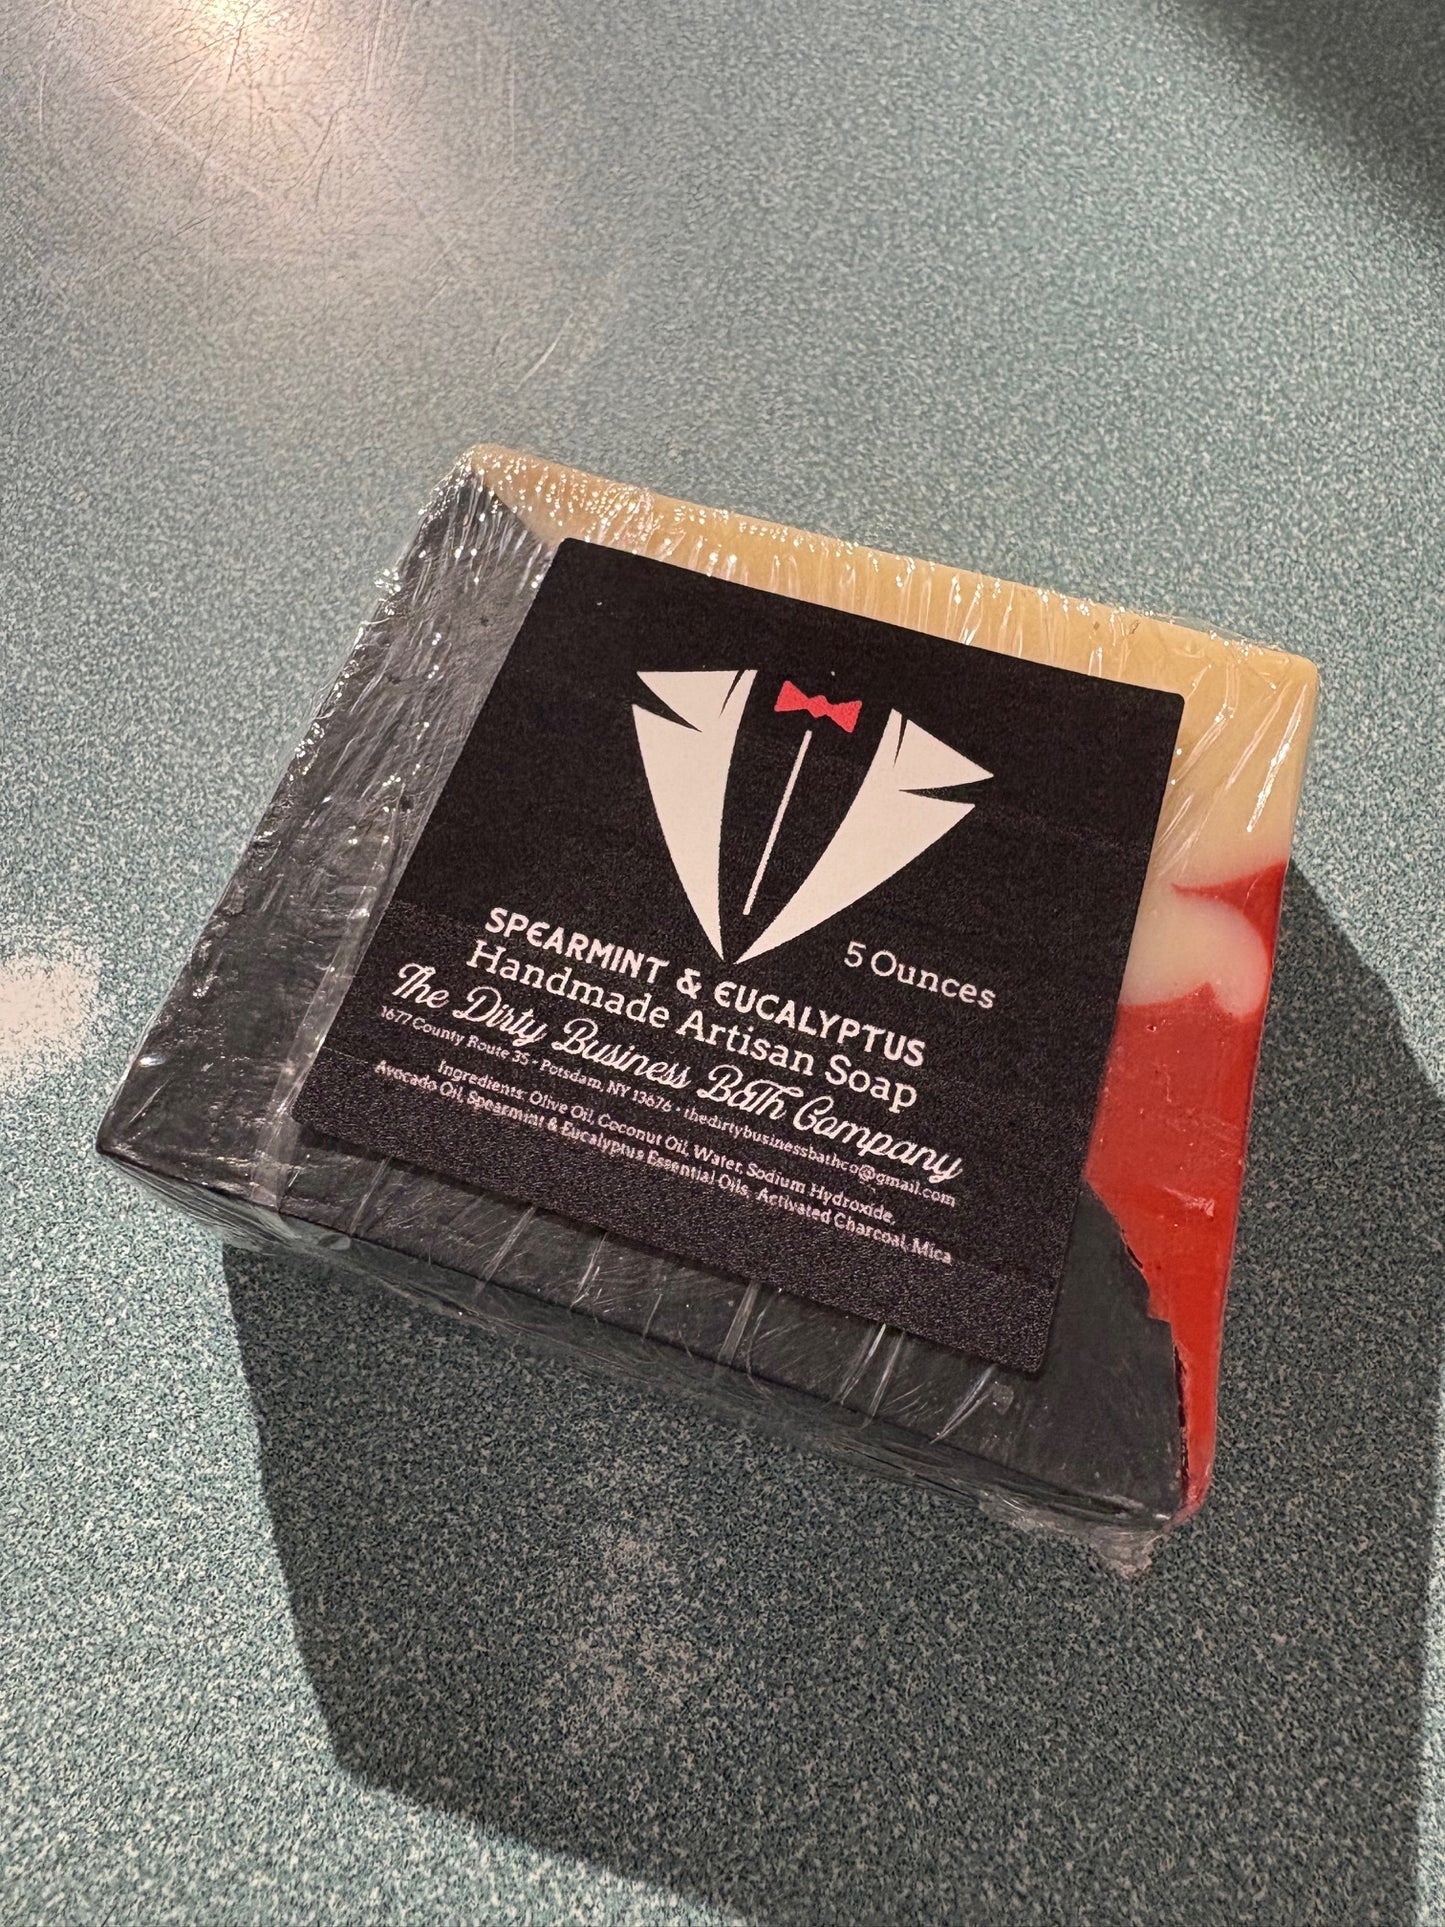 5 Ounces
SPEARMINT & EUCALYPTUS
Handmade Artisan Soap
The Dirty Business Bath Company
1677 County Route 35 • Potsdam, NY 13676 • thedirtybusinessbathco@gmail.com
Ingredients: Olive Oil, Coconut Oil, Water, Sodium Hydroxide,
Avocado Oil, Spearmint & Eucalyptus Essential Oils, Activated Charcoal, Mica